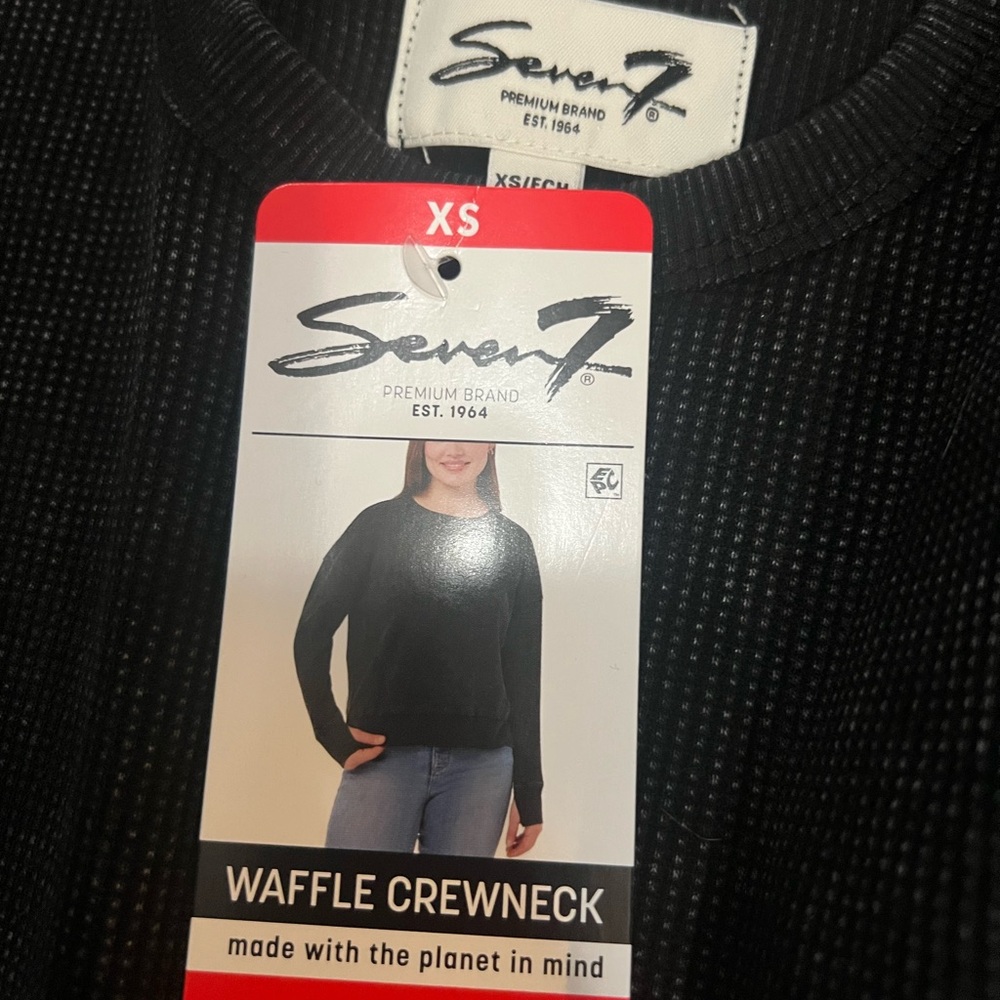 Seven7®
PREMIUM BRAND
EST. 1964
XS/ECH
XS
Seven7®
PREMIUM BRAND
EST. 1964
EPC
WAFFLE CREWNECK
made with the planet in mind